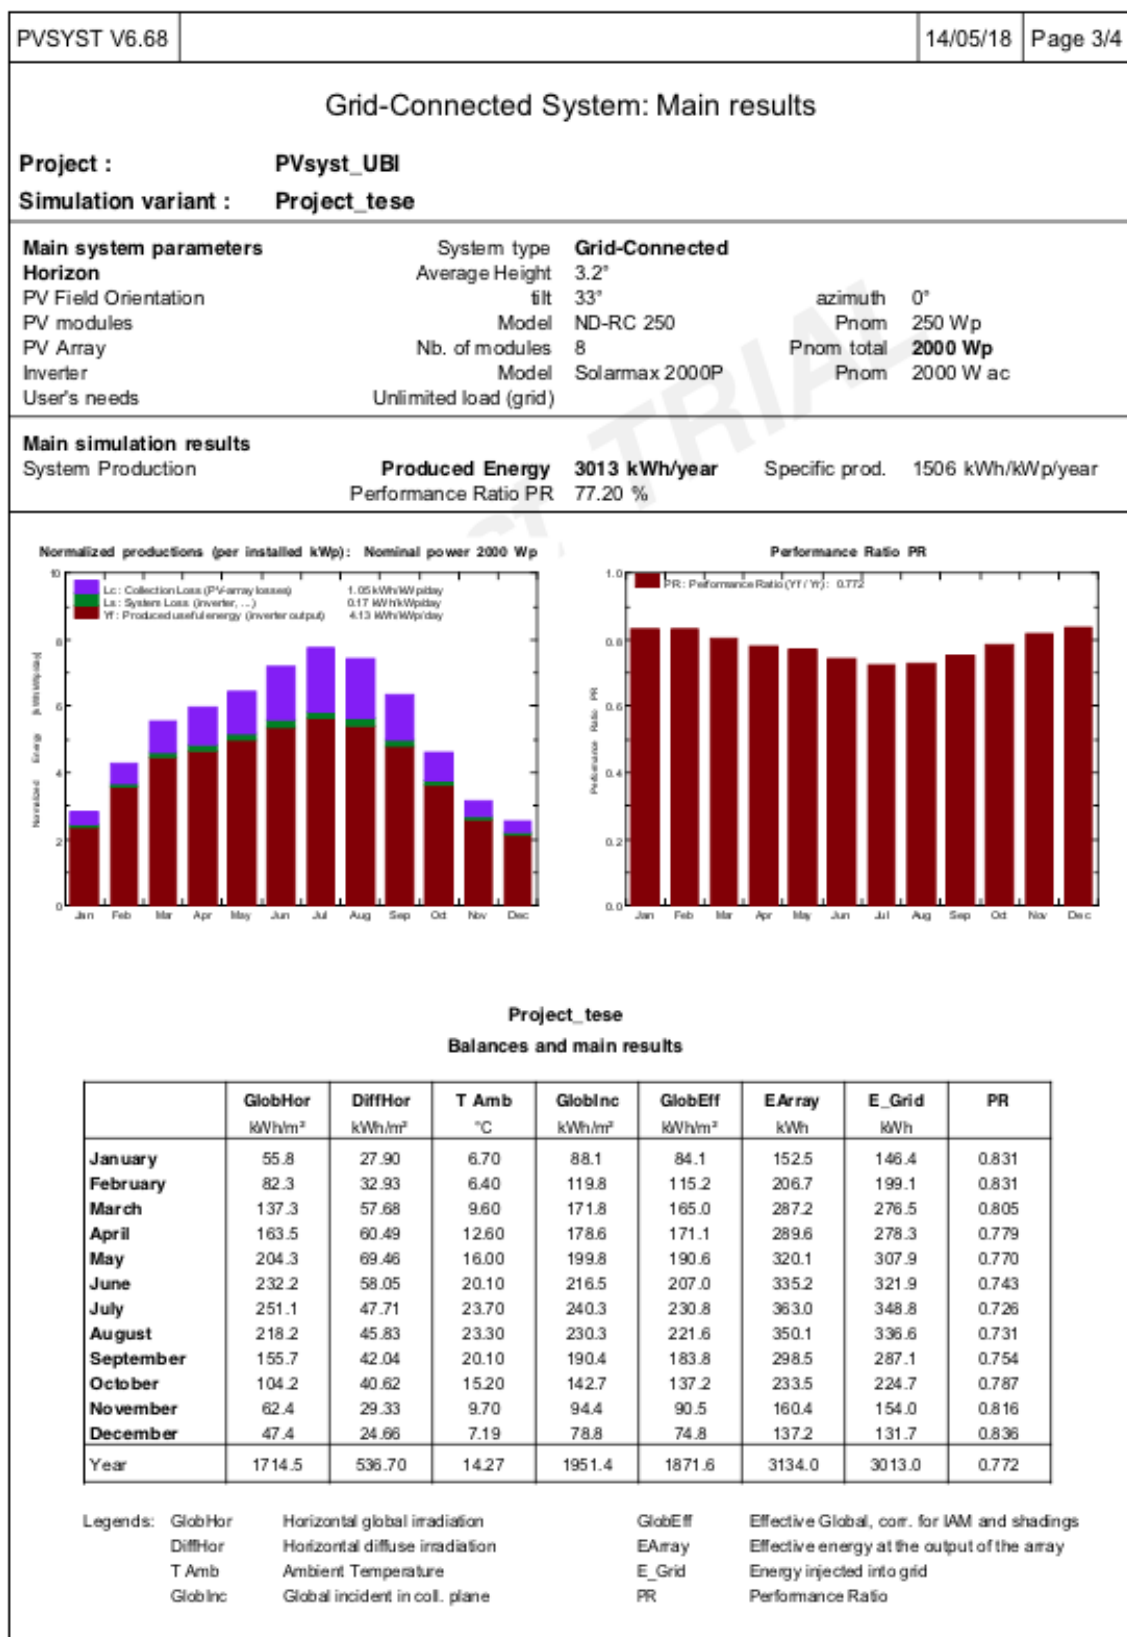 PVSYST V6.68 14/05/18 Page 3/4
Grid-Connected System: Main results
Project : PVsyst_UBI
Simulation variant : Project_tese
Main system parameters System type Grid-Connected
Horizon Average Height 3.2°
PV Field Orientation tilt 33° azimuth 0°
PV modules Model ND-RC 250 Pnom 250 Wp
PV Array Nb. of modules 8 Pnom total 2000 Wp
Inverter Model Solarmax 2000P Pnom 2000 W ac
User's needs Unlimited load (grid)
TRIAL
Main simulation results
System Production Produced Energy 3013 kWh/year Specific prod. 1506 kWh/kWp/year
Performance Ratio PR 77.20 %
Normalized productions (per installed kWp): Nominal power 2000 Wp
Lc : Collection Loss (PV-array losses) 1.05 kWh/kWp/day
Ls : System Loss (inverter, ...) 0.17 kWh/kWp/day
Yf : Produced useful energy (inverter output) 4.13 kWh/kWp/day
Normalized Energy [kWh/kWp/day]
10
8
6
4
2
0
Jan Feb Mar Apr May Jun Jul Aug Sep Oct Nov Dec
Performance Ratio PR
PR : Performance Ratio (Yf / Yr) : 0.772
Performance Ratio PR
1.0
0.8
0.6
0.4
0.2
0.0
Jan Feb Mar Apr May Jun Jul Aug Sep Oct Nov Dec
Project_tese
Balances and main results
GlobHor DiffHor T Amb GlobInc GlobEff EArray E_Grid PR
kWh/m² kWh/m² °C kWh/m² kWh/m² kWh kWh
January 55.8 27.90 6.70 88.1 84.1 152.5 146.4 0.831
February 82.3 32.93 6.40 119.8 115.2 206.7 199.1 0.831
March 137.3 57.68 9.60 171.8 165.0 287.2 276.5 0.805
April 163.5 60.49 12.60 178.6 171.1 289.6 278.3 0.779
May 204.3 69.46 16.00 199.8 190.6 320.1 307.9 0.770
June 232.2 58.05 20.10 216.5 207.0 335.2 321.9 0.743
July 251.1 47.71 23.70 240.3 230.8 363.0 348.8 0.726
August 218.2 45.83 23.30 230.3 221.6 350.1 336.6 0.731
September 155.7 42.04 20.10 190.4 183.8 298.5 287.1 0.754
October 104.2 40.62 15.20 142.7 137.2 233.5 224.7 0.787
November 62.4 29.33 9.70 94.4 90.5 160.4 154.0 0.816
December 47.4 24.66 7.19 78.8 74.8 137.2 131.7 0.836
Year 1714.5 536.70 14.27 1951.4 1871.6 3134.0 3013.0 0.772
Legends: GlobHor Horizontal global irradiation GlobEff Effective Global, corr. for IAM and shadings
DiffHor Horizontal diffuse irradiation EArray Effective energy at the output of the array
T Amb Ambient Temperature E_Grid Energy injected into grid
GlobInc Global incident in coll. plane PR Performance Ratio